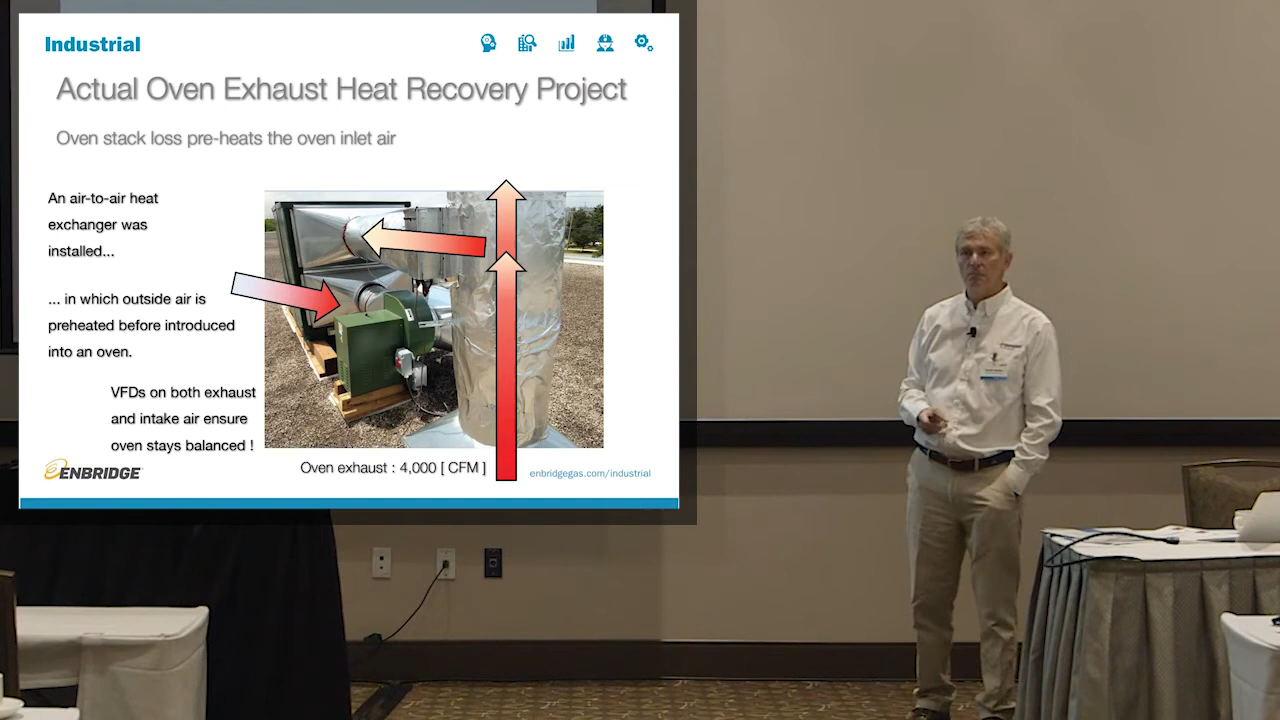 Industrial
Actual Oven Exhaust Heat Recovery Project
Oven stack loss pre-heats the oven inlet air
An air-to-air heat
exchanger was
installed...
... in which outside air is
preheated before introduced
into an oven.
VFDs on both exhaust
and intake air ensure
oven stays balanced !
Oven exhaust : 4,000 [ CFM ]
ENBRIDGE
enbridgegas.com/industrial